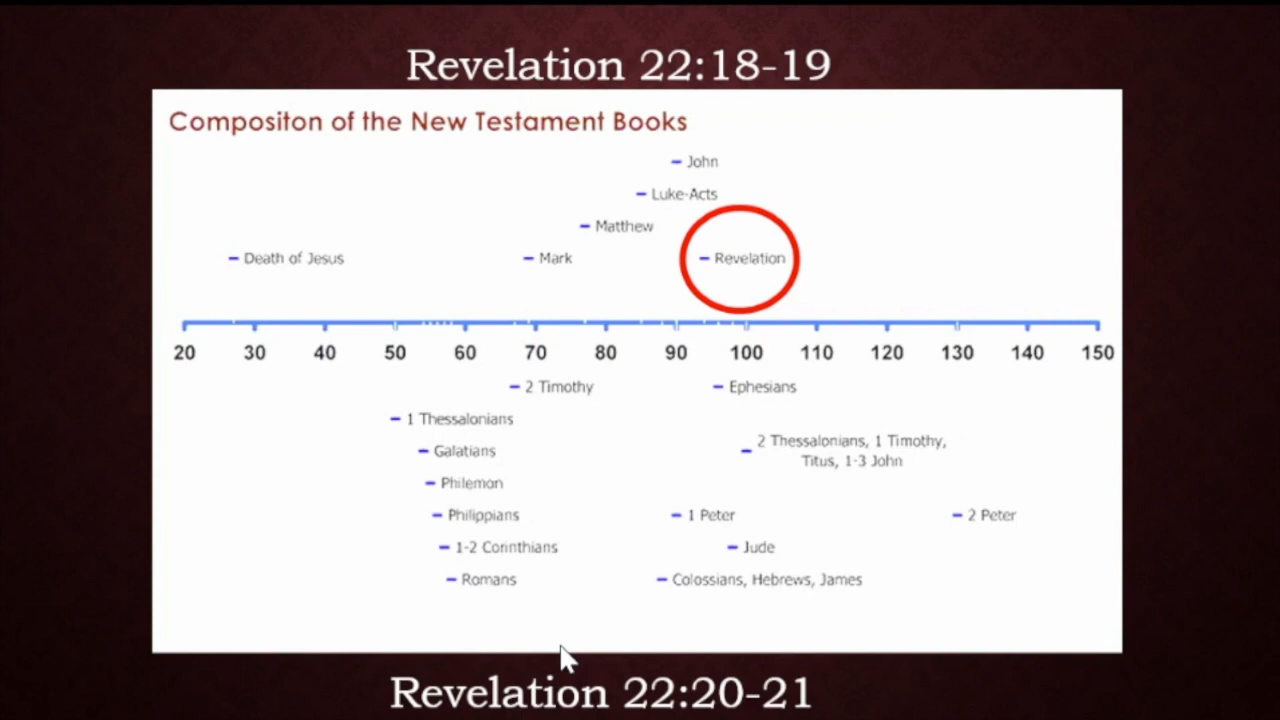 Revelation 22:18-19
Compositon of the New Testament Books
John
Luke-Acts
Matthew
Death of Jesus
Mark
Revelation
20 30 40 50 60 70 80 90 100 110 120 130 140 150
2 Timothy
Ephesians
1 Thessalonians
2 Thessalonians, 1 Timothy,
Titus, 1-3 John
Galatians
Philemon
Philippians
1 Peter
2 Peter
1-2 Corinthians
Jude
Romans
Colossians, Hebrews, James
Revelation 22:20-21